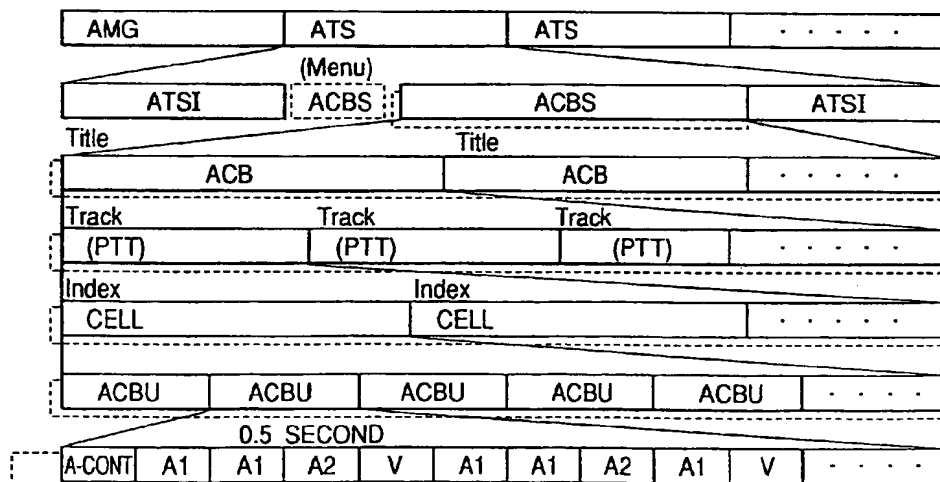 AMG ATS ATS . . . . .
(Menu)
ATSI ACBS ACBS ATSI
Title Title
ACB ACB . . . . .
Track Track Track
(PTT) (PTT) (PTT) . . . . .
Index Index
CELL CELL . . . . .
ACBU ACBU ACBU ACBU ACBU . . . .
0.5 SECOND
A-CONT A1 A1 A2 V A1 A1 A2 A1 V . . . . .